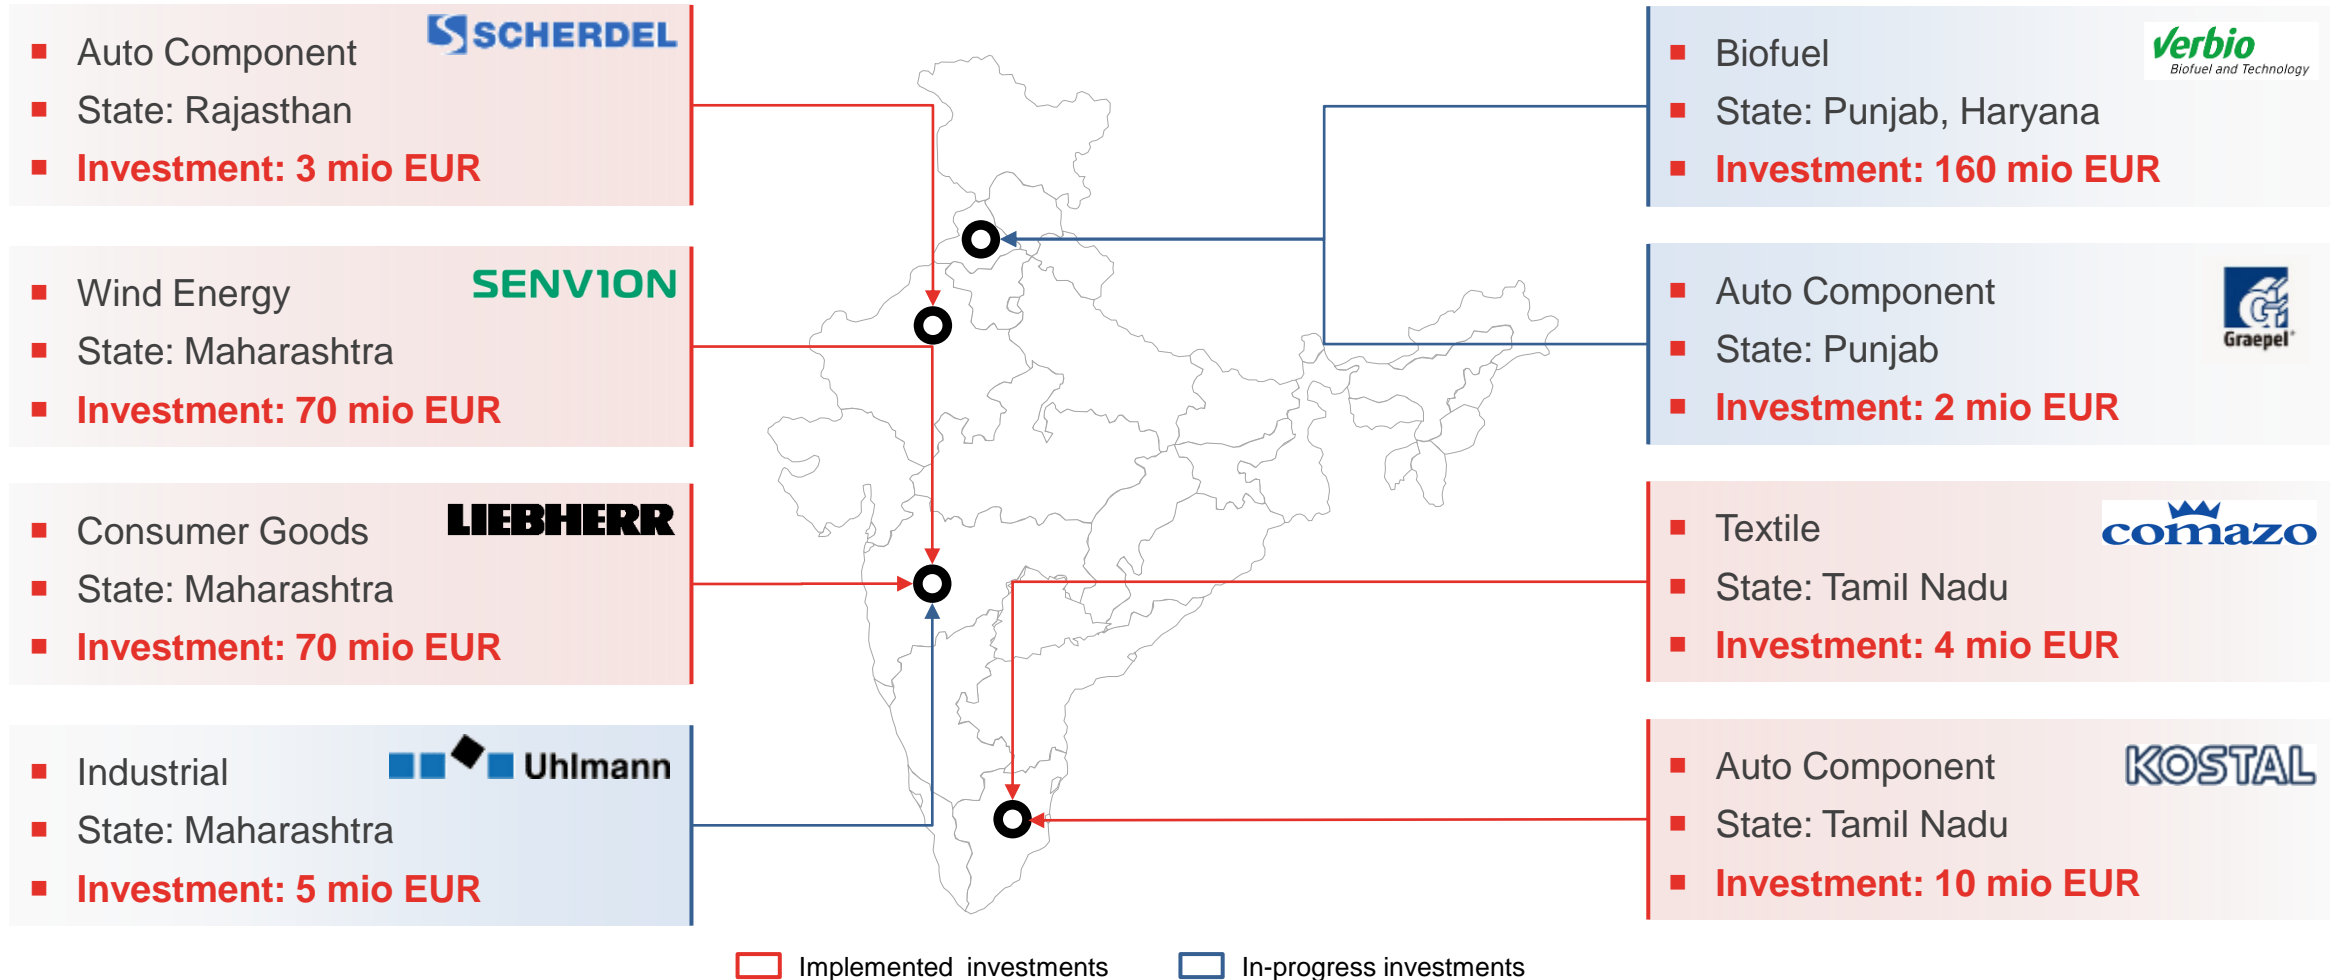 SCHERDEL
Auto Component
State: Rajasthan
Investment: 3 mio EUR
SENVION
Wind Energy
State: Maharashtra
Investment: 70 mio EUR
LIEBHERR
Consumer Goods
State: Maharashtra
Investment: 70 mio EUR
Uhlmann
Industrial
State: Maharashtra
Investment: 5 mio EUR
Verbio
Biofuel and Technology
Biofuel
State: Punjab, Haryana
Investment: 160 mio EUR
Graepel
Auto Component
State: Punjab
Investment: 2 mio EUR
comazo
Textile
State: Tamil Nadu
Investment: 4 mio EUR
KOSTAL
Auto Component
State: Tamil Nadu
Investment: 10 mio EUR
Implemented investments
In-progress investments